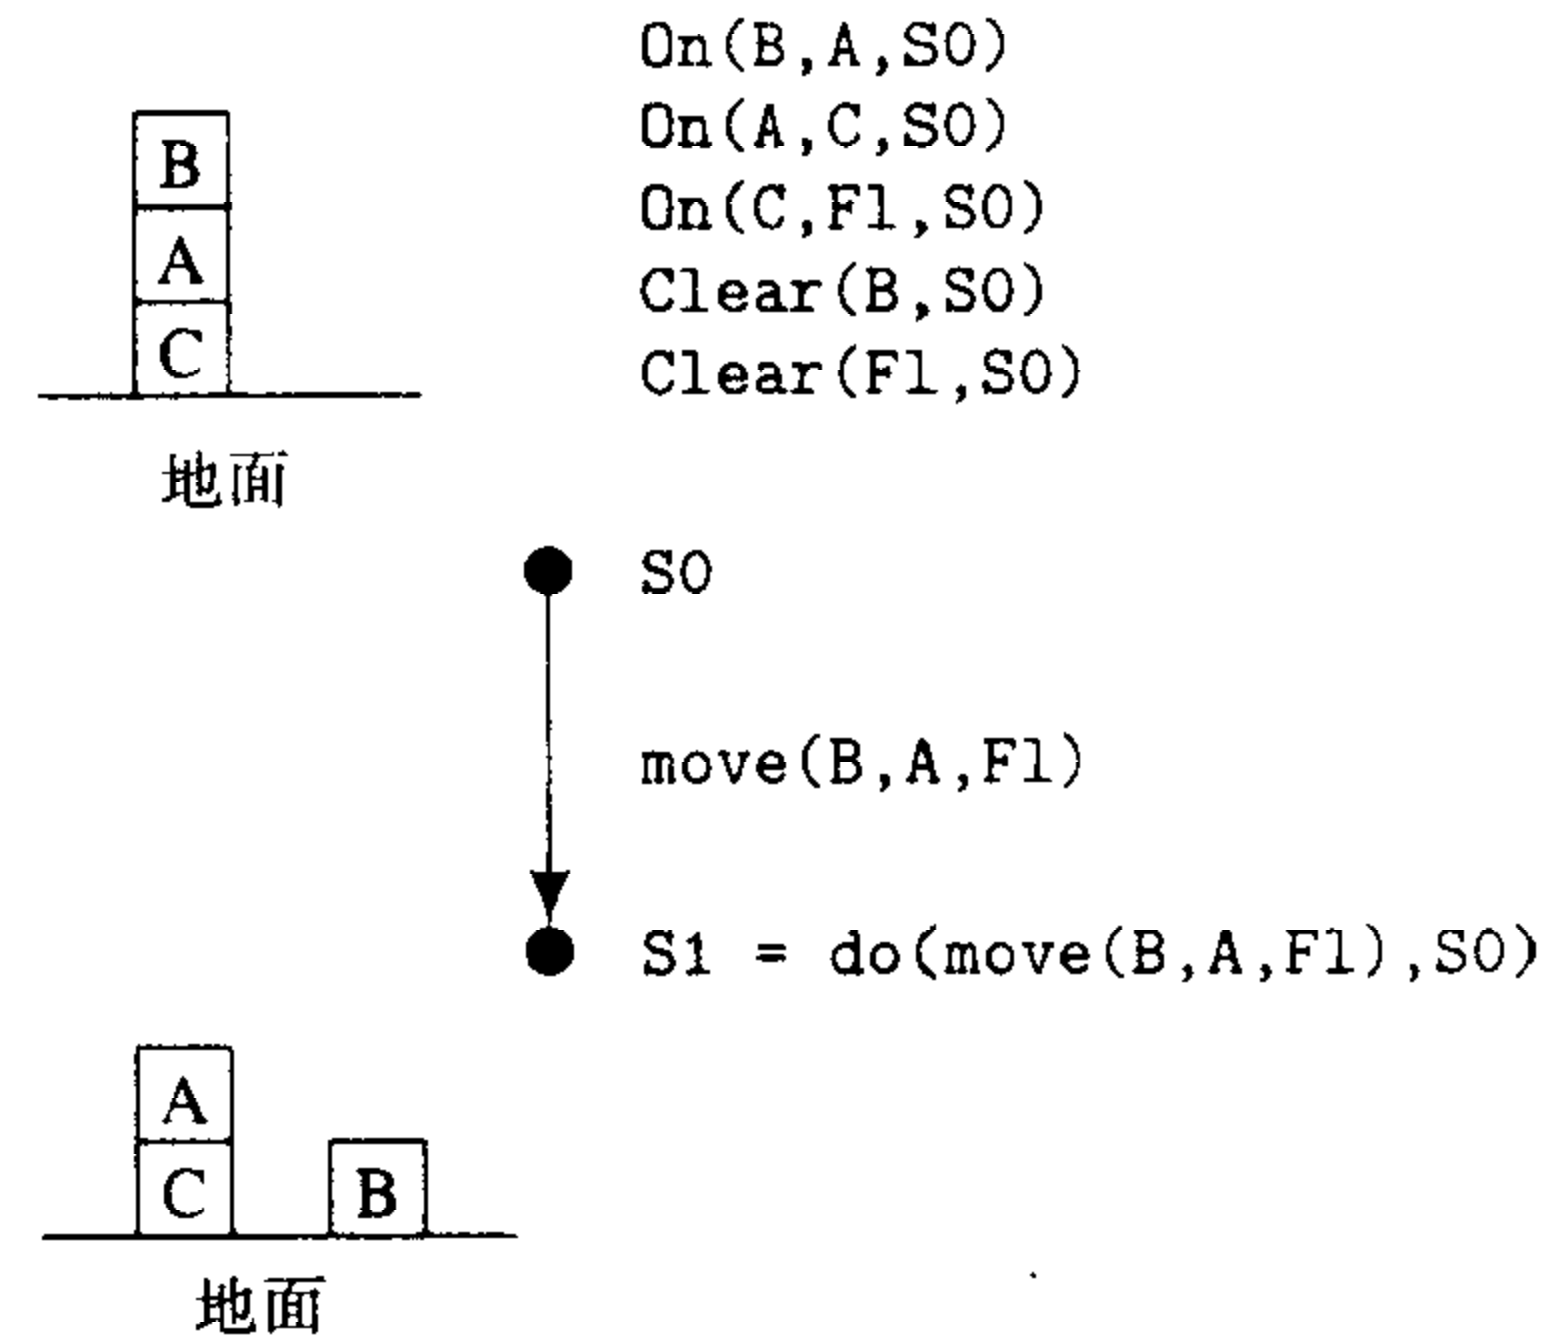 On(B,A,S0)
On(A,C,S0)
On(C,Fl,S0)
Clear(B,S0)
Clear(Fl,S0)
B
A
C
地面
S0
move(B,A,Fl)
S1 = do(move(B,A,Fl),S0)
A
C
B
地面